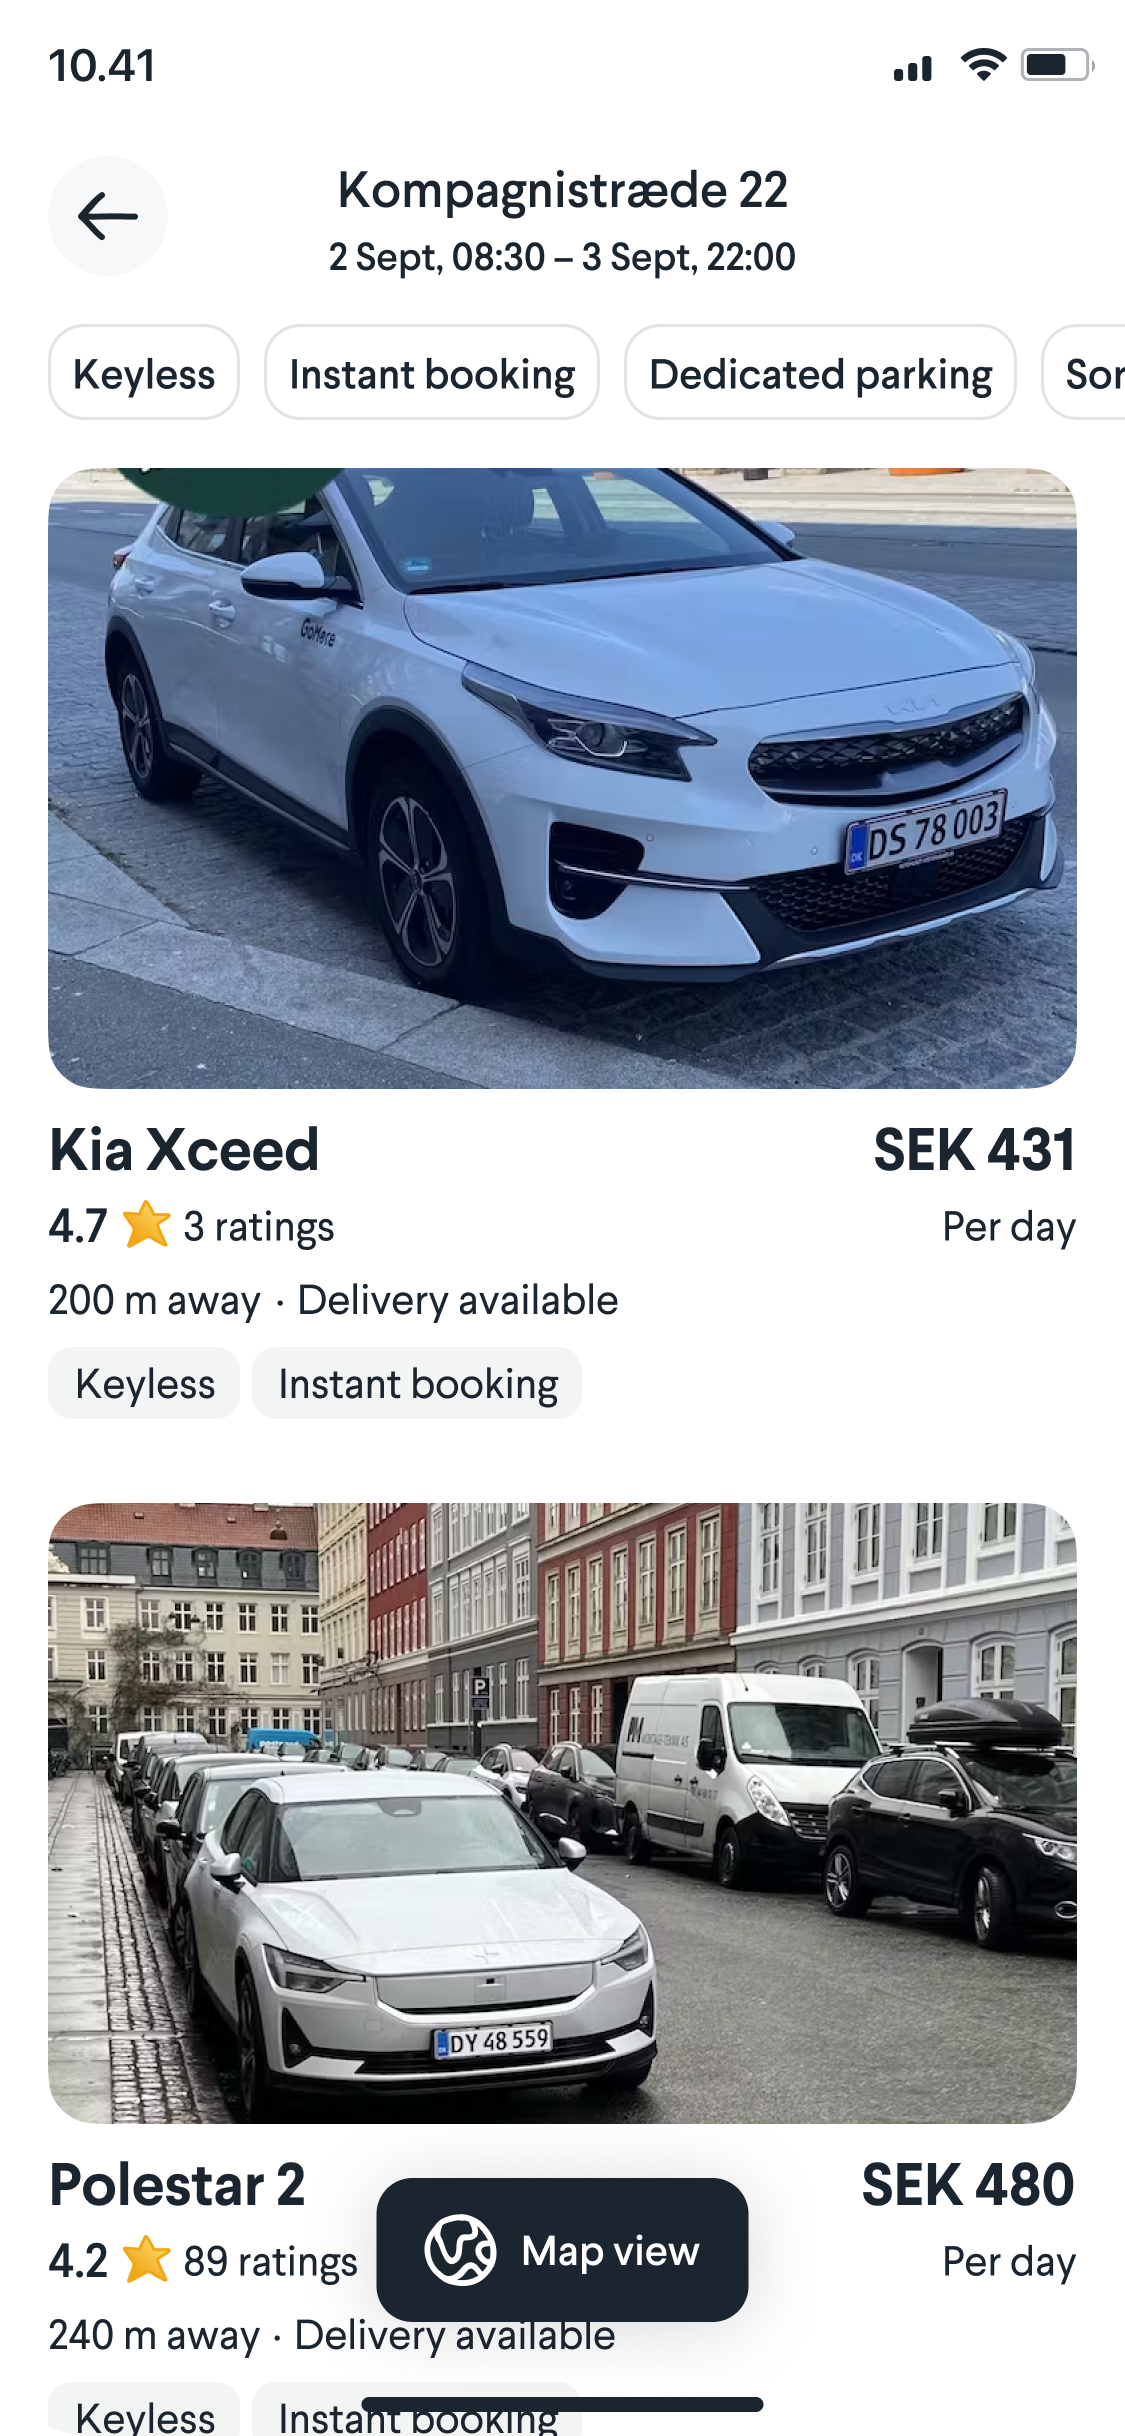 10.41
Kompagnistræde 22
2 Sept, 08:30 – 3 Sept, 22:00
Keyless
Instant booking
Dedicated parking
Sor
GoMore
DS 78 003
Kia Xceed
SEK 431
4.7 3 ratings
Per day
200 m away · Delivery available
Keyless
Instant booking
P
DY 48 559
Polestar 2
SEK 480
4.2 89 ratings
Per day
Map view
240 m away · Delivery available
Keyless
Instant booking